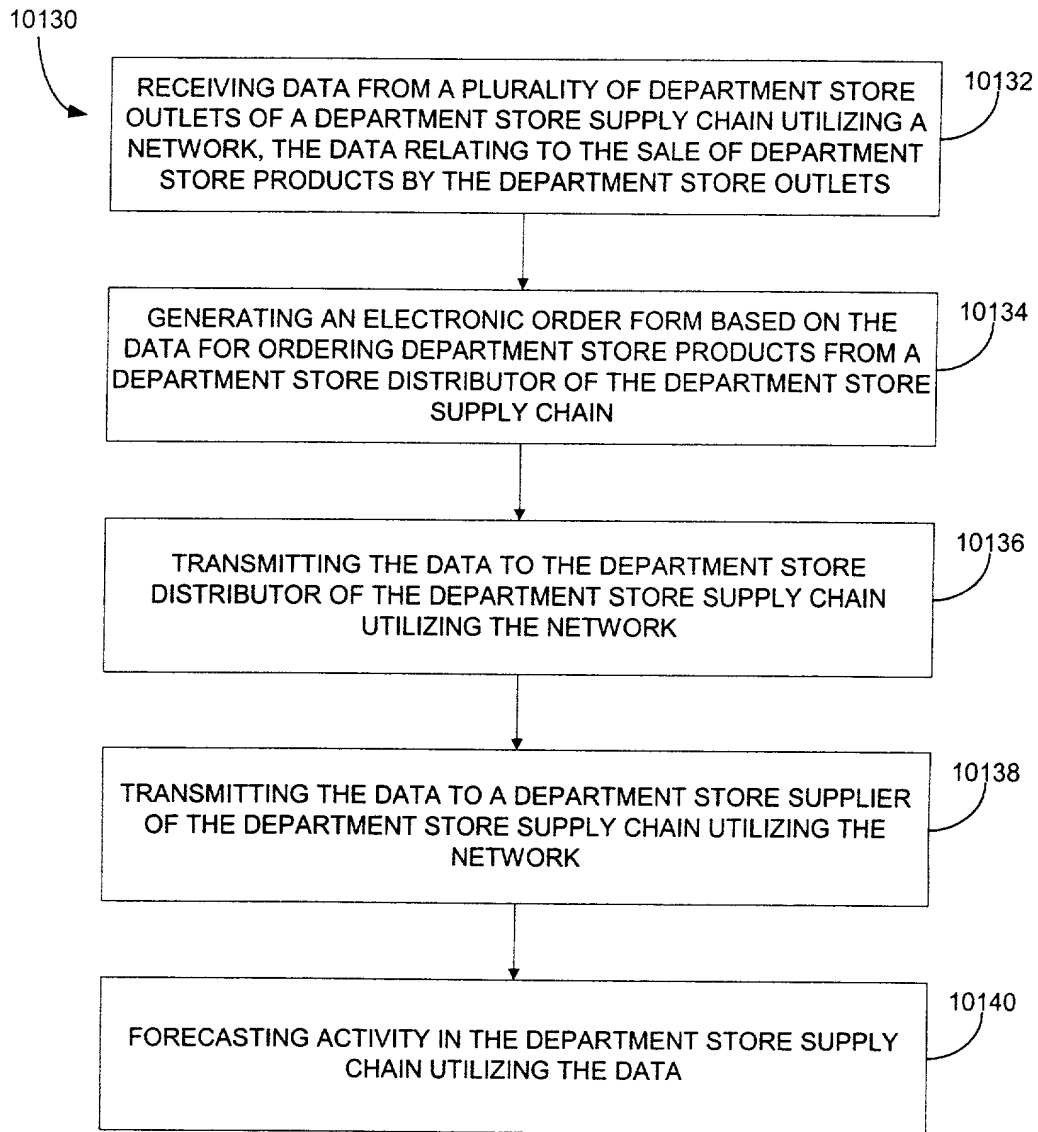 10130
RECEIVING DATA FROM A PLURALITY OF DEPARTMENT STORE
OUTLETS OF A DEPARTMENT STORE SUPPLY CHAIN UTILIZING A
NETWORK, THE DATA RELATING TO THE SALE OF DEPARTMENT
STORE PRODUCTS BY THE DEPARTMENT STORE OUTLETS
10132
GENERATING AN ELECTRONIC ORDER FORM BASED ON THE
DATA FOR ORDERING DEPARTMENT STORE PRODUCTS FROM A
DEPARTMENT STORE DISTRIBUTOR OF THE DEPARTMENT STORE
SUPPLY CHAIN
10134
TRANSMITTING THE DATA TO THE DEPARTMENT STORE
DISTRIBUTOR OF THE DEPARTMENT STORE SUPPLY CHAIN
UTILIZING THE NETWORK
10136
TRANSMITTING THE DATA TO A DEPARTMENT STORE SUPPLIER
OF THE DEPARTMENT STORE SUPPLY CHAIN UTILIZING THE
NETWORK
10138
FORECASTING ACTIVITY IN THE DEPARTMENT STORE SUPPLY
CHAIN UTILIZING THE DATA
10140